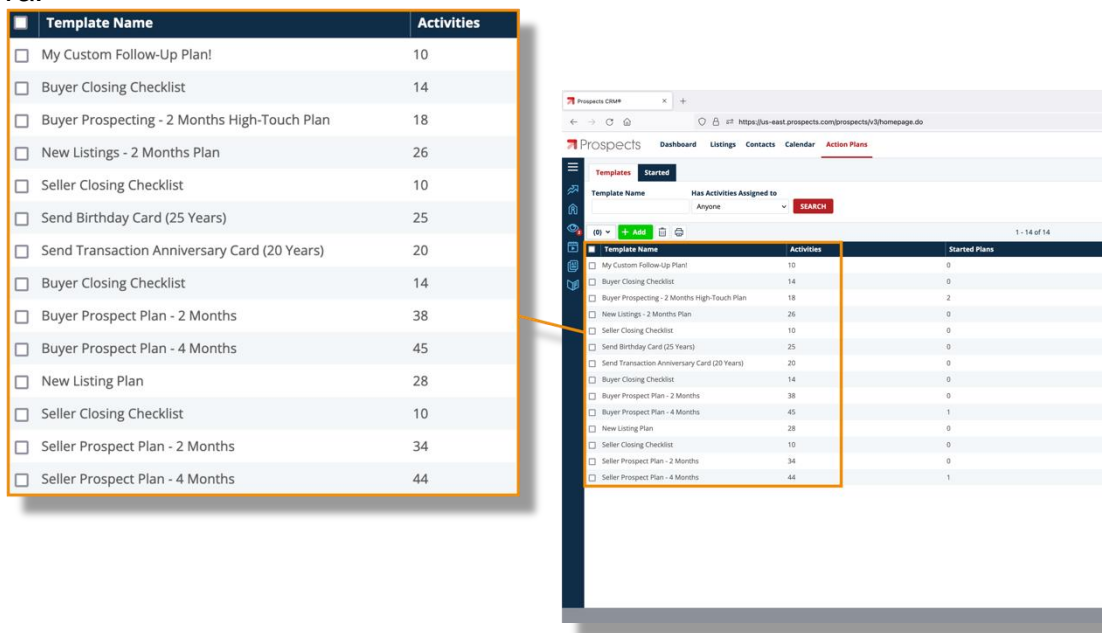 Template Name Activities
My Custom Follow-Up Plan! 10
Buyer Closing Checklist 14
Buyer Prospecting - 2 Months High-Touch Plan 18
New Listings - 2 Months Plan 26
Seller Closing Checklist 10
Send Birthday Card (25 Years) 25
Send Transaction Anniversary Card (20 Years) 20
Buyer Closing Checklist 14
Buyer Prospect Plan - 2 Months 38
Buyer Prospect Plan - 4 Months 45
New Listing Plan 28
Seller Closing Checklist 10
Seller Prospect Plan - 2 Months 34
Seller Prospect Plan - 4 Months 44
Prospects CRM®
https://us-east.prospects.com/prospects/v3/homepage.do
Prospects Dashboard Listings Contacts Calendar Action Plans
Templates Started
Template Name Has Activities Assigned to
Anyone SEARCH
(0) + Add 1 - 14 of 14
Template Name Activities Started Plans
My Custom Follow-Up Plan! 10 0
Buyer Closing Checklist 14 0
Buyer Prospecting - 2 Months High-Touch Plan 18 2
New Listings - 2 Months Plan 26 0
Seller Closing Checklist 10 0
Send Birthday Card (25 Years) 25 0
Send Transaction Anniversary Card (20 Years) 20 0
Buyer Closing Checklist 14 0
Buyer Prospect Plan - 2 Months 38 0
Buyer Prospect Plan - 4 Months 45 1
New Listing Plan 28 0
Seller Closing Checklist 10 0
Seller Prospect Plan - 2 Months 34 0
Seller Prospect Plan - 4 Months 44 1